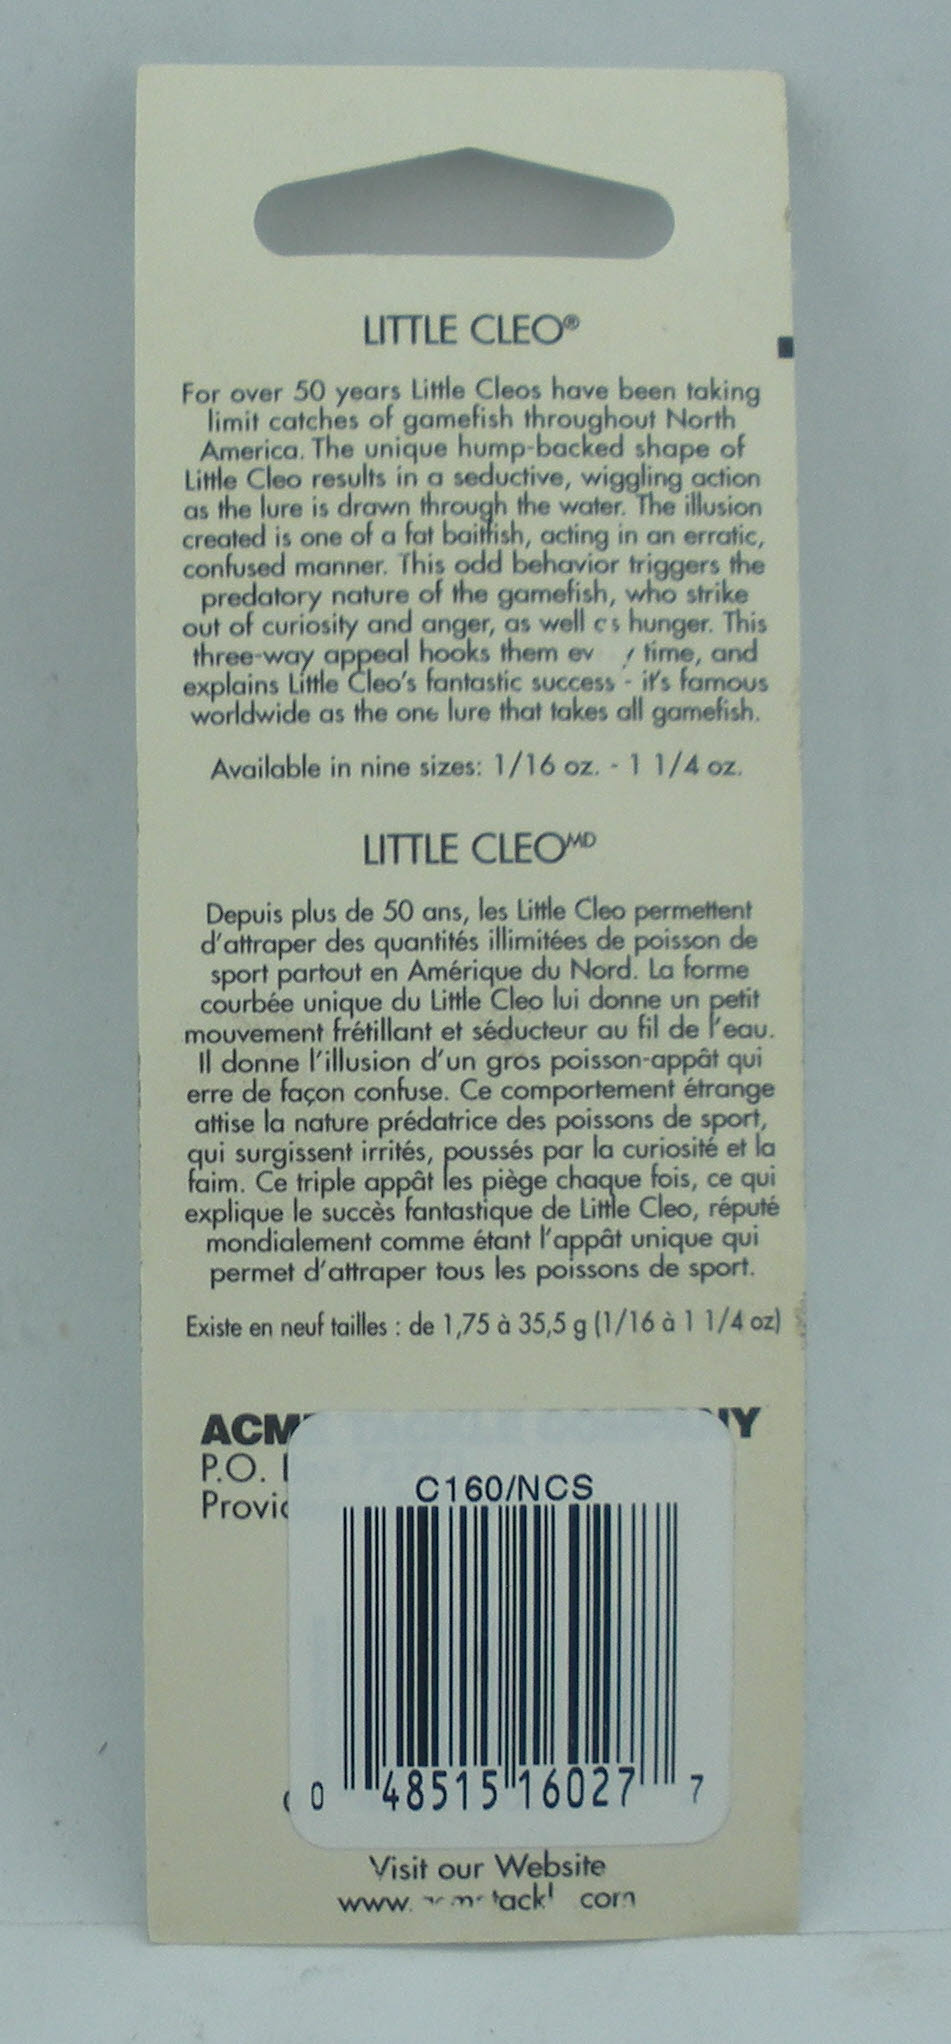 LITTLE CLEO®
For over 50 years Little Cleos have been taking
limit catches of gamefish throughout North
America. The unique hump-backed shape of
Little Cleo results in a seductive, wiggling action
as the lure is drawn through the water. The illusion
created is one of a fat baitfish, acting in an erratic,
confused manner. This odd behavior triggers the
predatory nature of the gamefish, who strike
out of curiosity and anger, as well as hunger. This
three-way appeal hooks them time, and
explains Little Cleo's fantastic success - it's famous
worldwide as the one lure that takes all gamefish.
Available in nine sizes: 1/16 oz. - 1 1/4 oz.
LITTLE CLEO MD
Depuis plus de 50 ans, les Little Cleo permettent
d'attraper des quantités illimitées de poisson de
sport partout en Amérique du Nord. La forme
courbée unique du Little Cleo lui donne un petit
mouvement frétillant et séducteur au fil de l'eau.
Il donne l'illusion d'un gros poisson-appât qui
erre de façon confuse. Ce comportement étrange
attise la nature prédatrice des poissons de sport,
qui surgissent irrités, poussés par la curiosité et la
faim. Ce triple appât les piège chaque fois, ce qui
explique le succès fantastique de Little Cleo, réputé
mondialement comme étant l'appât unique qui
permet d'attraper tous les poissons de sport.
Existe en neuf tailles : de 1,75 à 35,5 g (1/16 à 1 1/4 oz)
P.O.
C160/NCS
0 48515 16027 7
Visit our Website